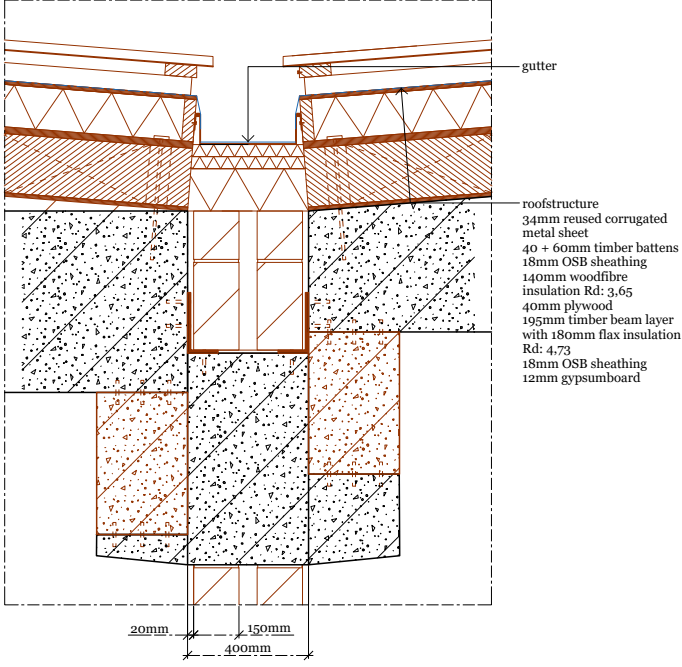 gutter
roofstructure
34mm reused corrugated
metal sheet
40 + 60mm timber battens
18mm OSB sheathing
140mm woodfibre
insulation Rd: 3,65
40mm plywood
195mm timber beam layer
with 180mm flax insulation
Rd: 4,73
18mm OSB sheathing
12mm gypsumboard
20mm
150mm
400mm